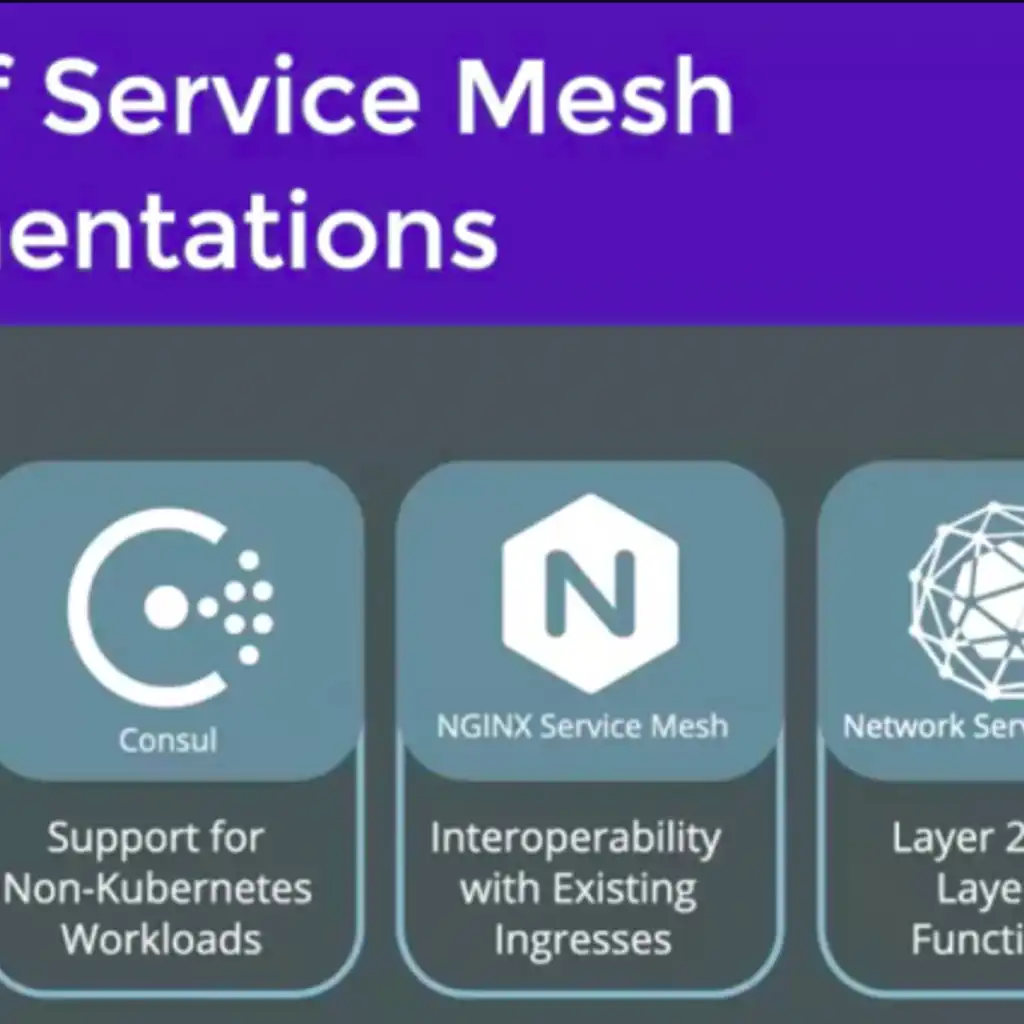 f Service Mesh
entations
Consul
NGINX Service Mesh
Network Ser
Support for
Non-Kubernetes
Workloads
Interoperability
with Existing
Ingresses
Layer 2
Laye
Functi